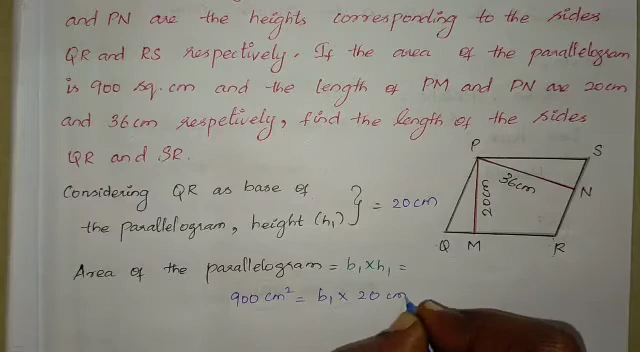 and PN are the heights corresponding to the sides
QR and RS respectively. If the area of the parallelogram
is 900 sq.cm and the length of PM and PN are 20cm
and 36cm respetively, find the length of the sides
QR and SR.
P
S
36cm
20cm
N
Q
M
R
Considering QR as base of
the parallelogram, height (h₁) } = 20cm
Area of the parallelogram = b₁ × h₁ =
900 cm² = b₁ × 20 cm